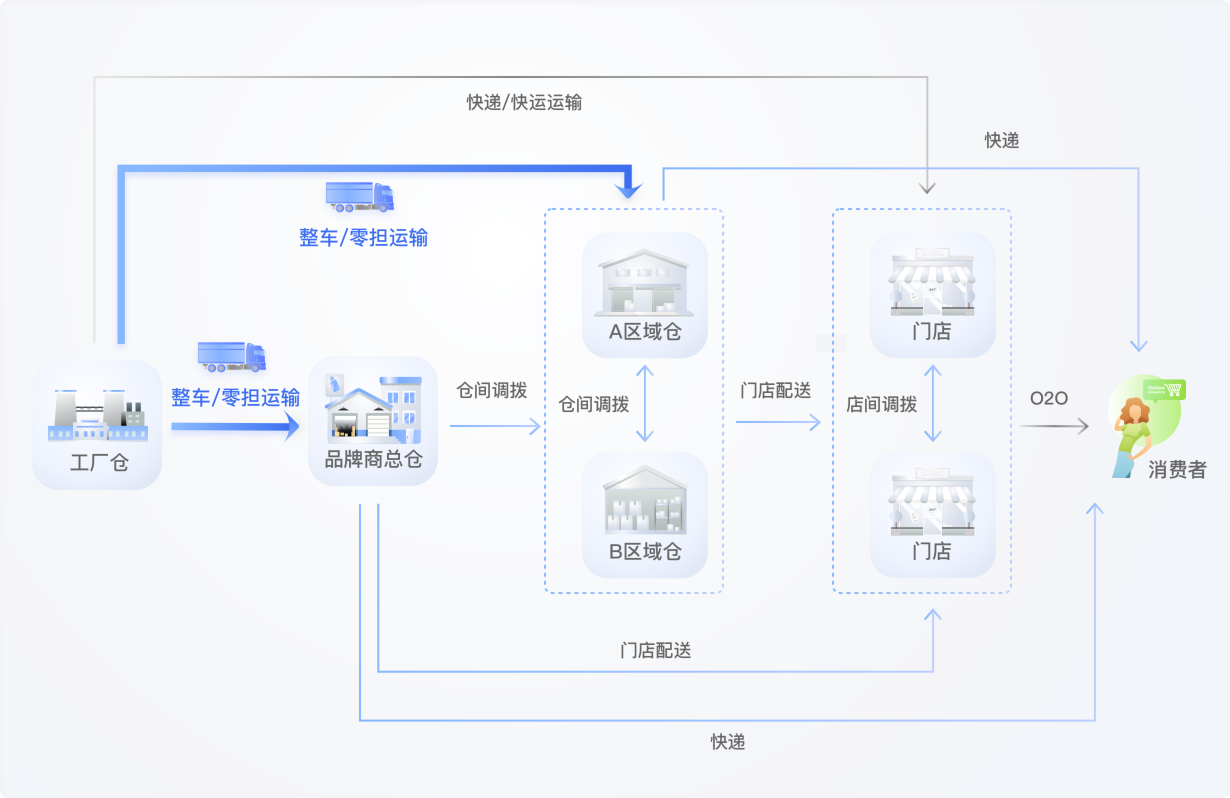 快递/快运运输
快递
整车/零担运输
A区域仓
门店
整车/零担运输
仓间调拨
仓间调拨
门店配送
店间调拨
O2O
Online
工厂仓
品牌商总仓
消费者
B区域仓
门店
门店配送
快递